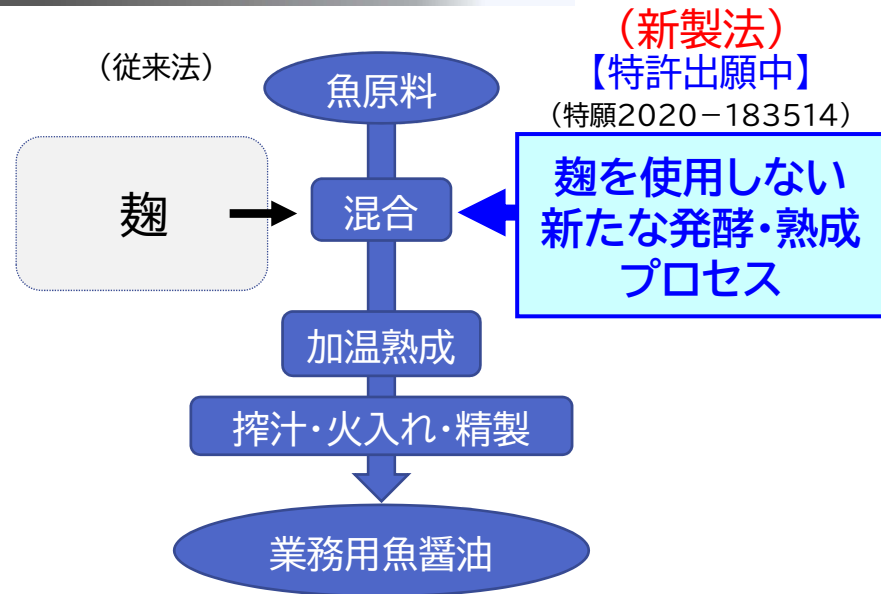 （従来法）
（新製法）
【特許出願中】
（特願2020－183514）
魚原料
麹
混合
麹を使用しない
新たな発酵・熟成
プロセス
加温熟成
搾汁・火入れ・精製
業務用魚醤油